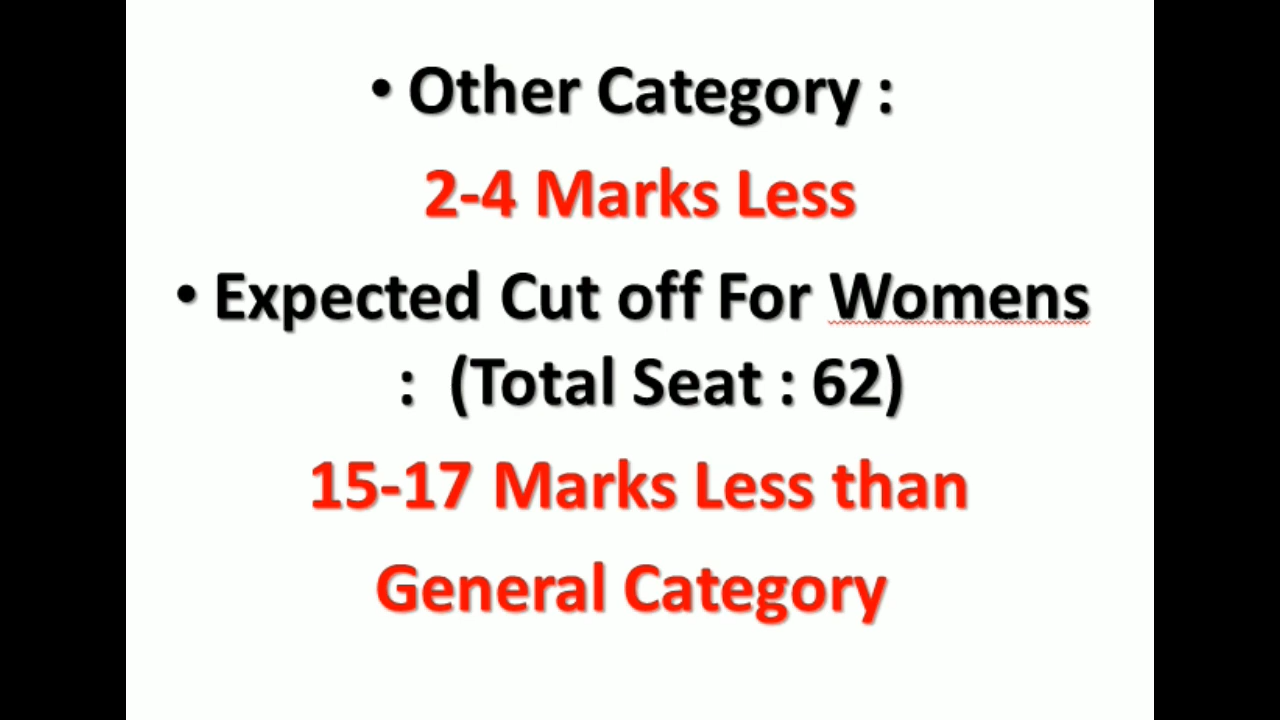 • Other Category :
2-4 Marks Less
• Expected Cut off For Womens
: (Total Seat : 62)
15-17 Marks Less than
General Category